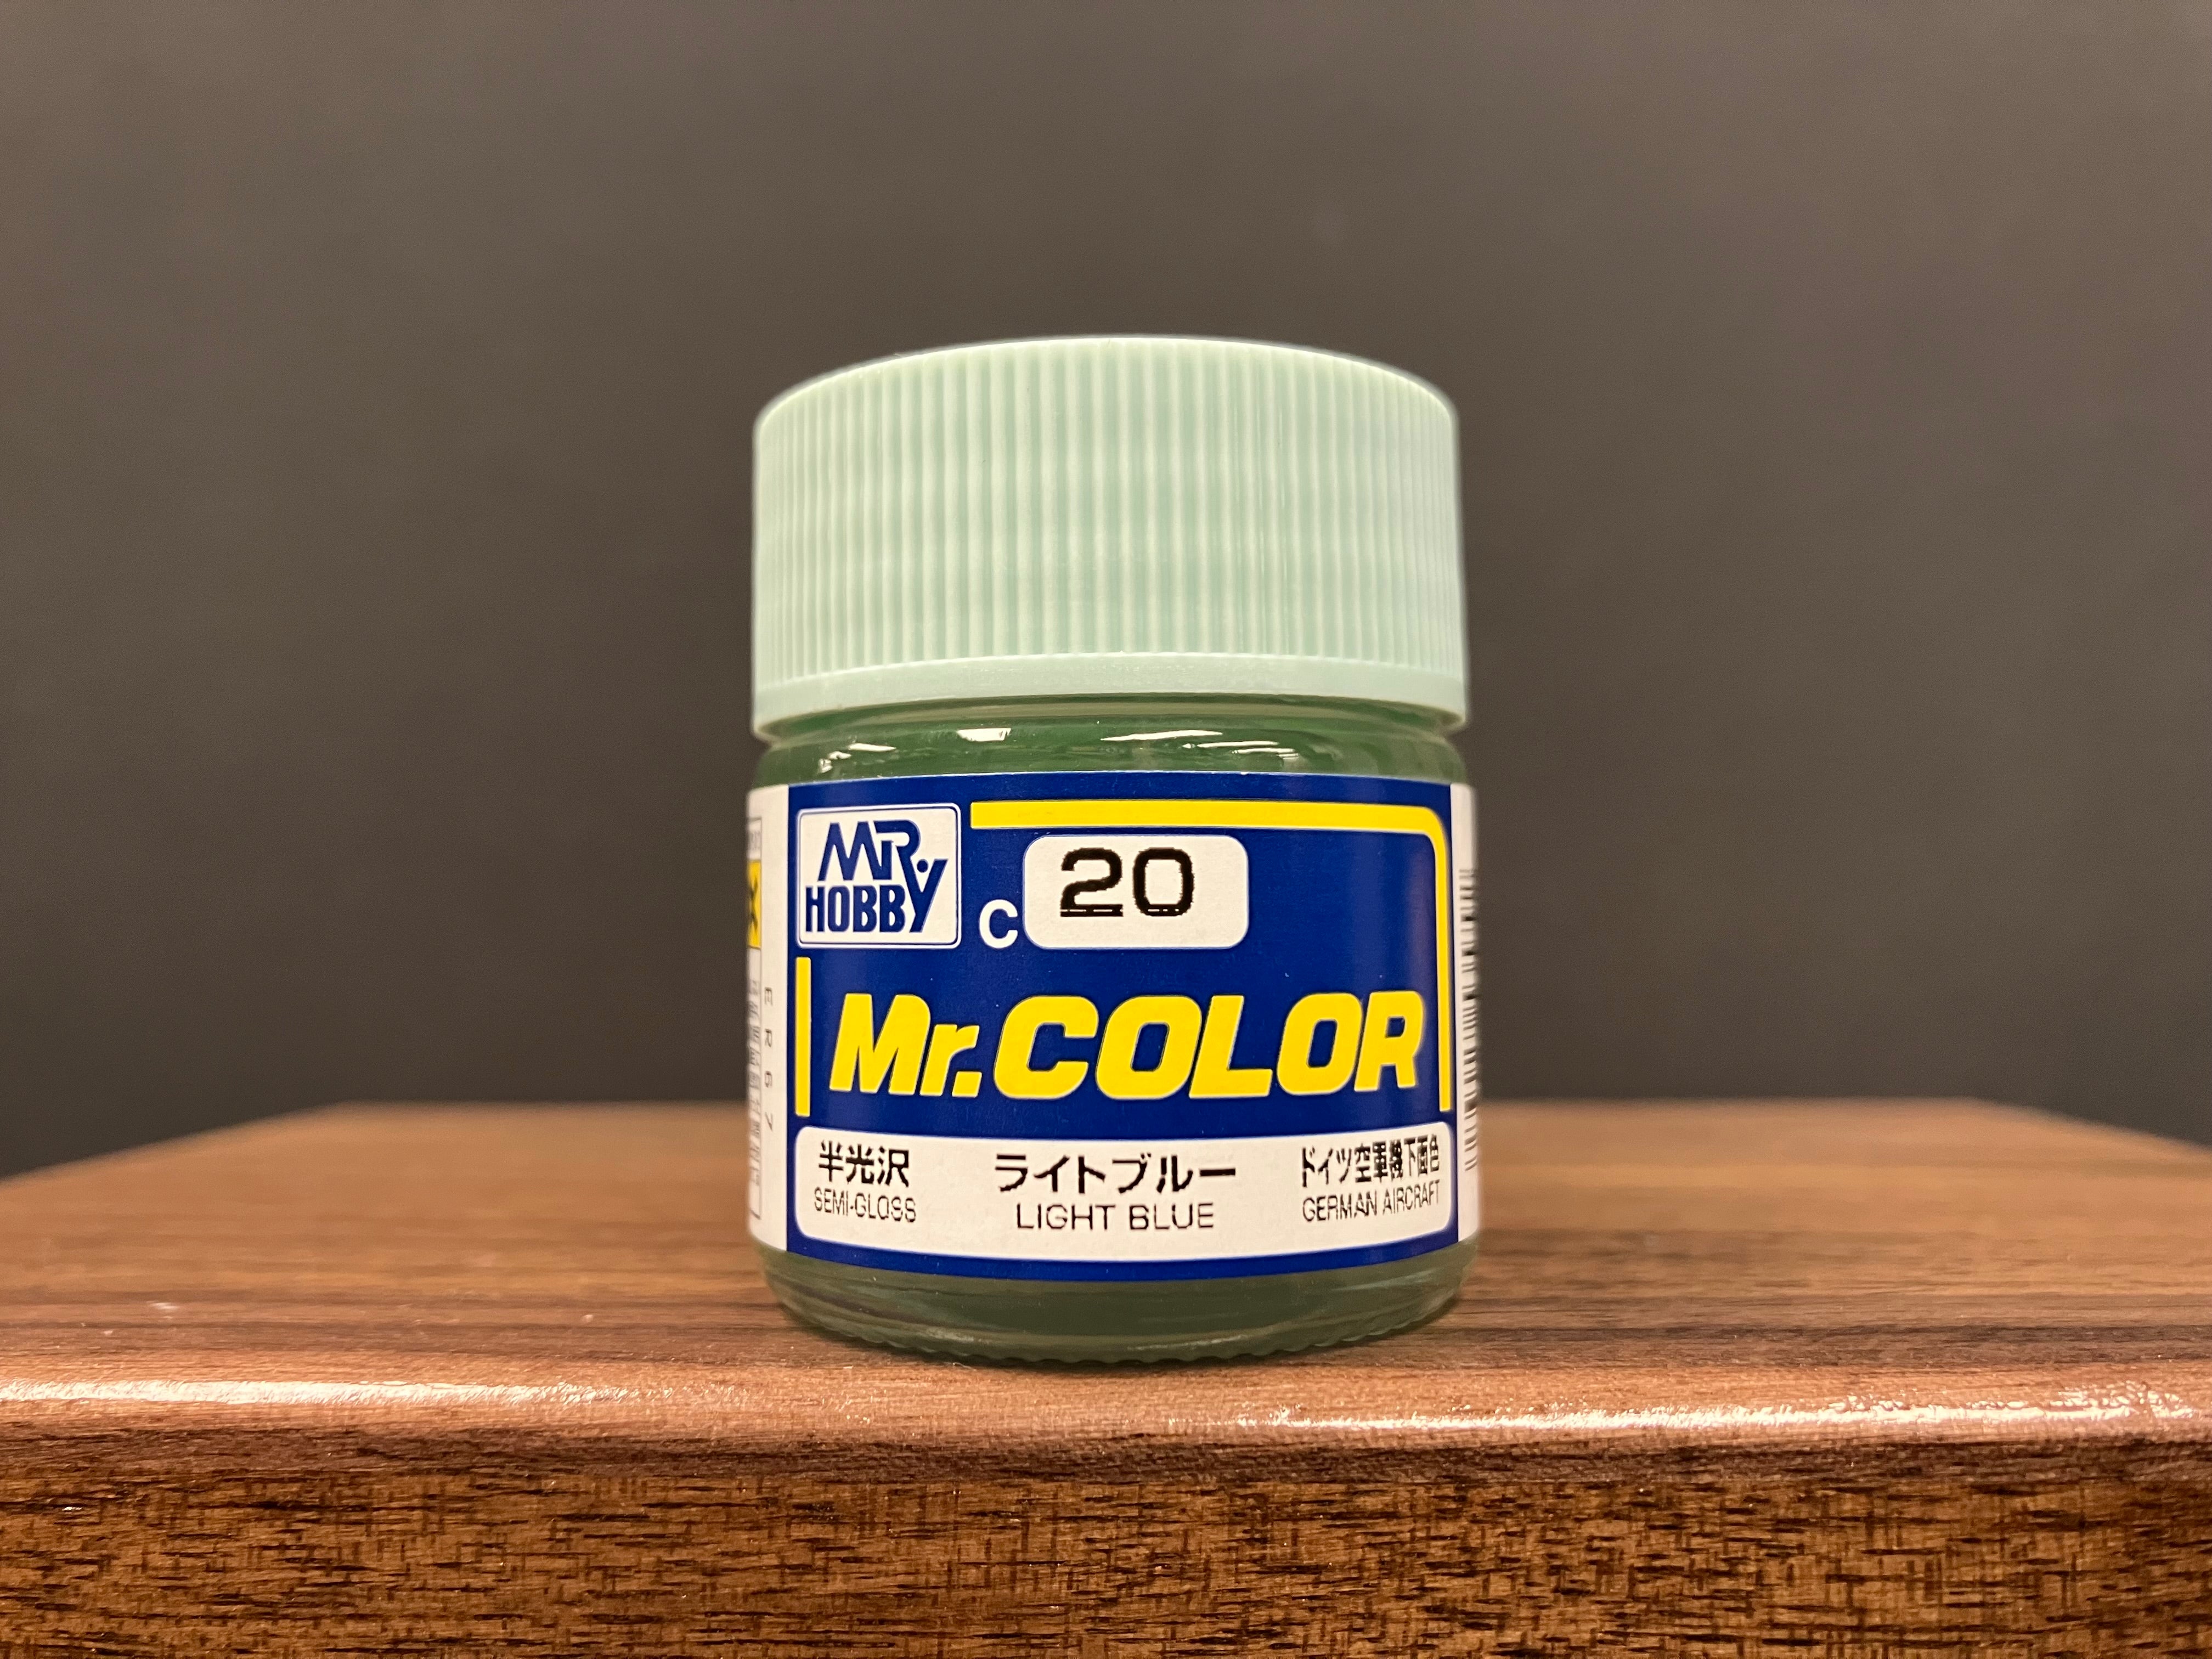 MR.
HOBBY
C 20
Mr.COLOR
半光沢 ライトブルー ドイツ空軍機下面色
SEMI-GLOSS LIGHT BLUE GERMAN AIRCRAFT
ER67